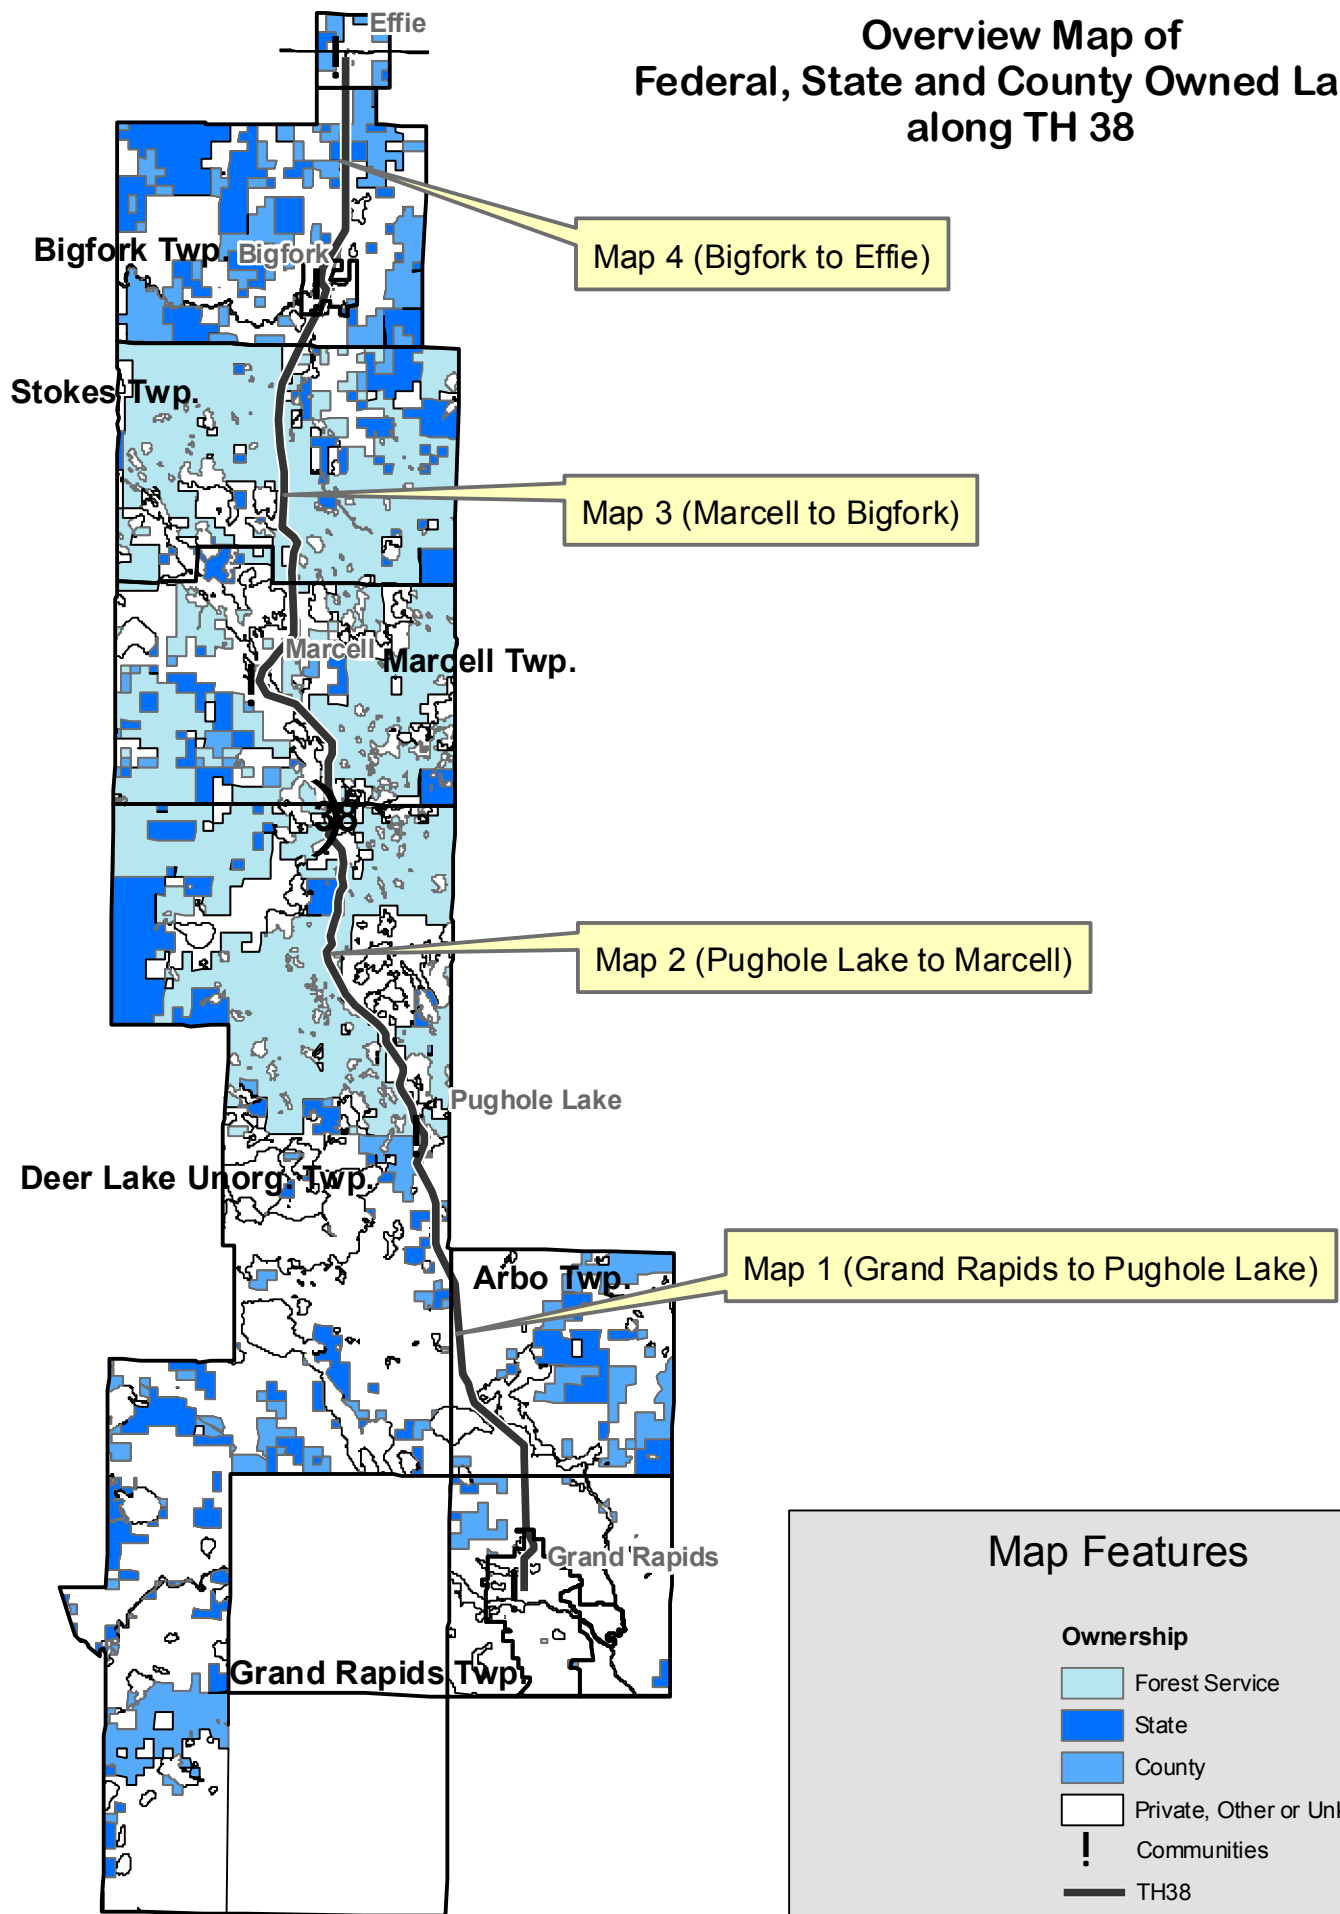 Overview Map of
Federal, State and County Owned La
along TH 38
Effie
Map 4 (Bigfork to Effie)
Bigfork Twp.
Bigfork
Stokes Twp.
Map 3 (Marcell to Bigfork)
Marcell
Marcell Twp.
38
Map 2 (Pughole Lake to Marcell)
Pughole Lake
Deer Lake Unorg. Twp.
Arbo Twp.
Map 1 (Grand Rapids to Pughole Lake)
Grand Rapids
Grand Rapids Twp.
Map Features
Ownership
Forest Service
State
County
Private, Other or Unk
Communities
TH38